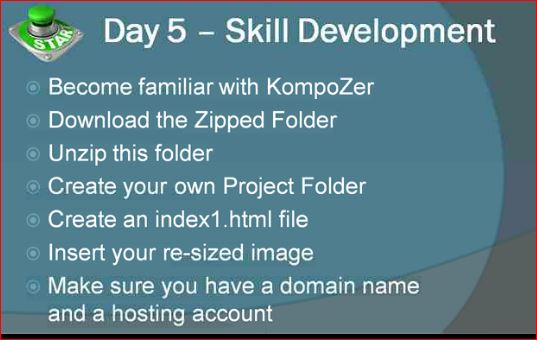 START
Day 5 – Skill Development
Become familiar with KompoZer
Download the Zipped Folder
Unzip this folder
Create your own Project Folder
Create an index1.html file
Insert your re-sized image
Make sure you have a domain name
and a hosting account